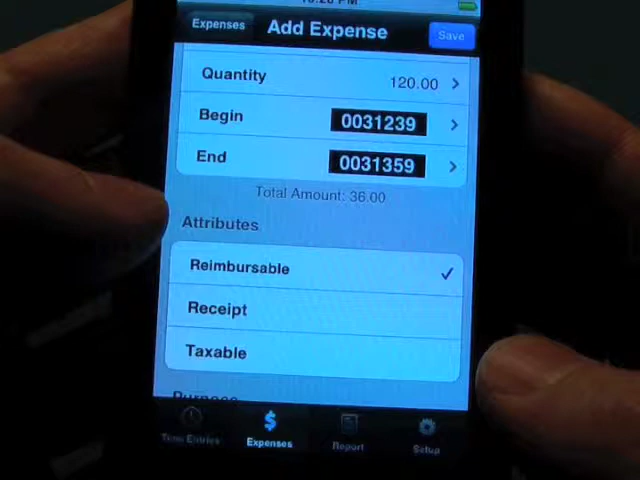 Expenses
Add Expense
Save
Quantity
120.00
Begin
0031239
End
0031359
Total Amount: 36.00
Attributes
Reimbursable
Receipt
Taxable
Purpose
Time Entries
Expenses
Report
Setup